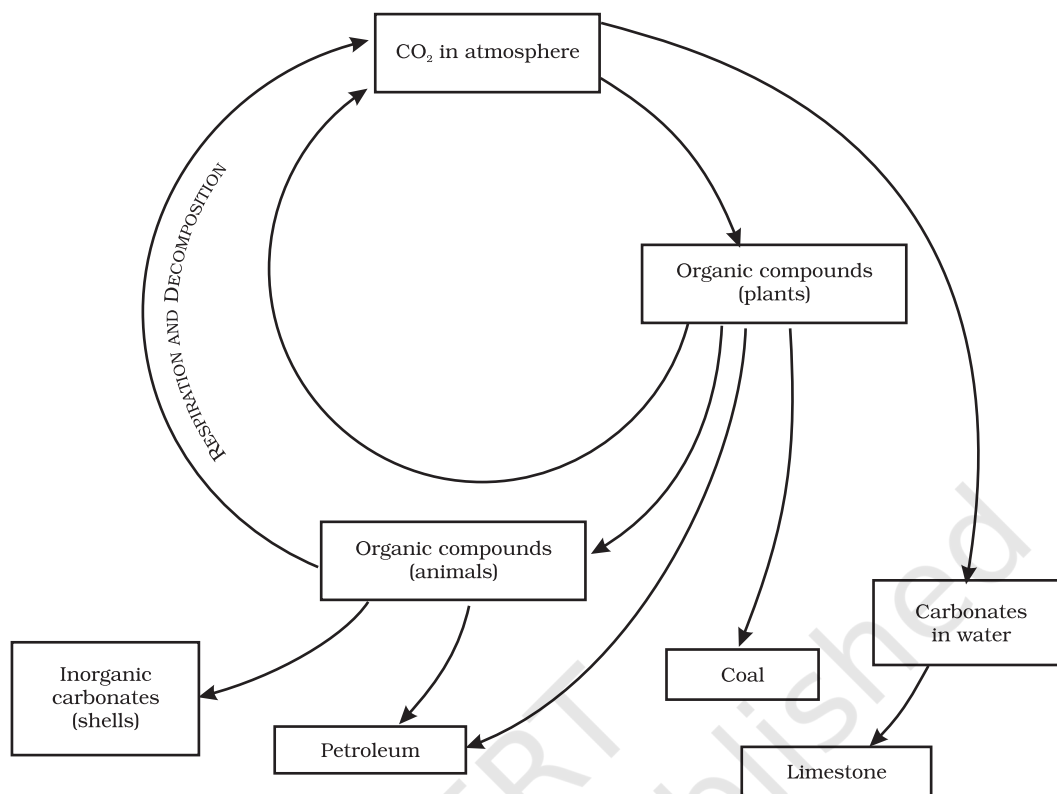 CO₂ in atmosphere
RESPIRATION AND DECOMPOSITION
Organic compounds
(plants)
Organic compounds
(animals)
Carbonates
in water
Inorganic
carbonates
(shells)
Coal
Petroleum
Limestone